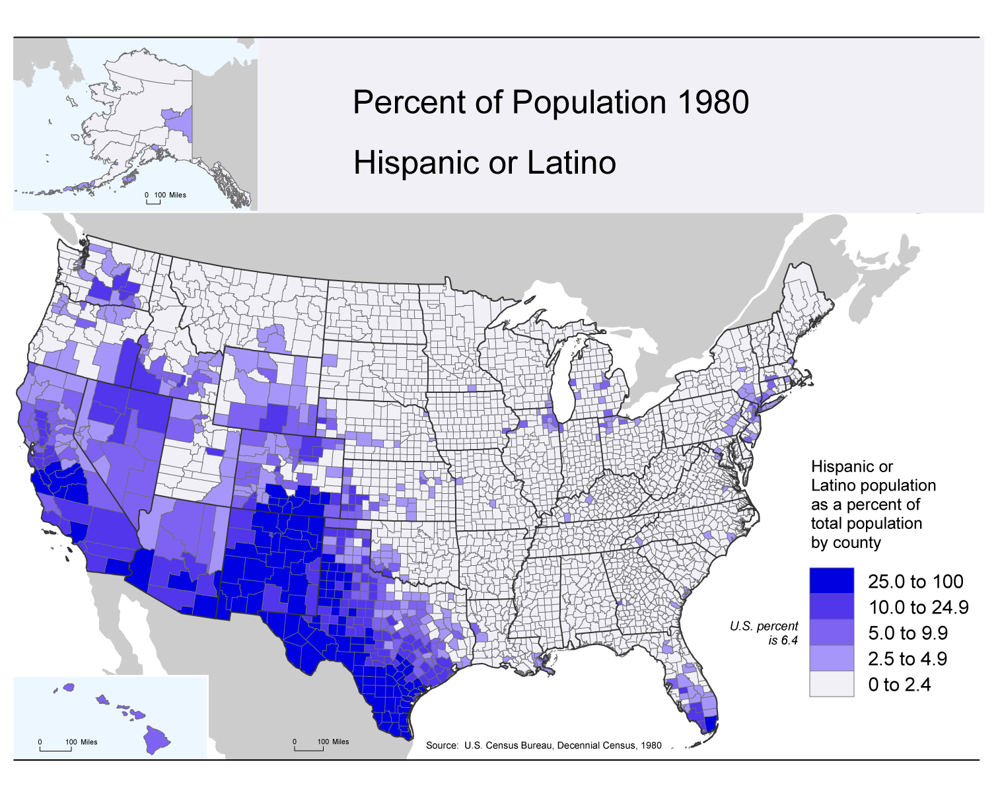 Percent of Population 1980
Hispanic or Latino
0 100 Miles
Hispanic or
Latino population
as a percent of
total population
by county
25.0 to 100
10.0 to 24.9
5.0 to 9.9
2.5 to 4.9
0 to 2.4
U.S. percent
is 6.4
0 100 Miles
0 100 Miles
Source: U.S. Census Bureau, Decennial Census, 1980